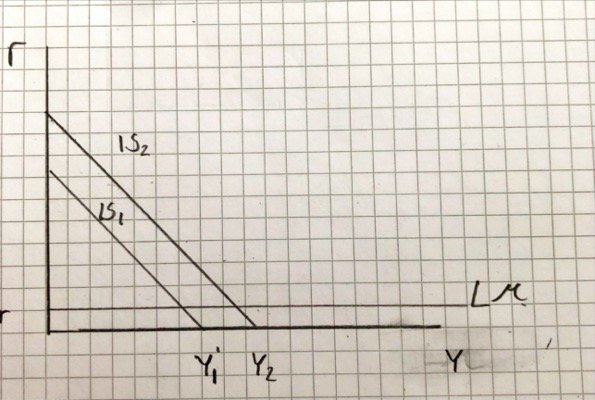 r
IS₂
IS₁
LM
r
Y₁ Y₂ Y